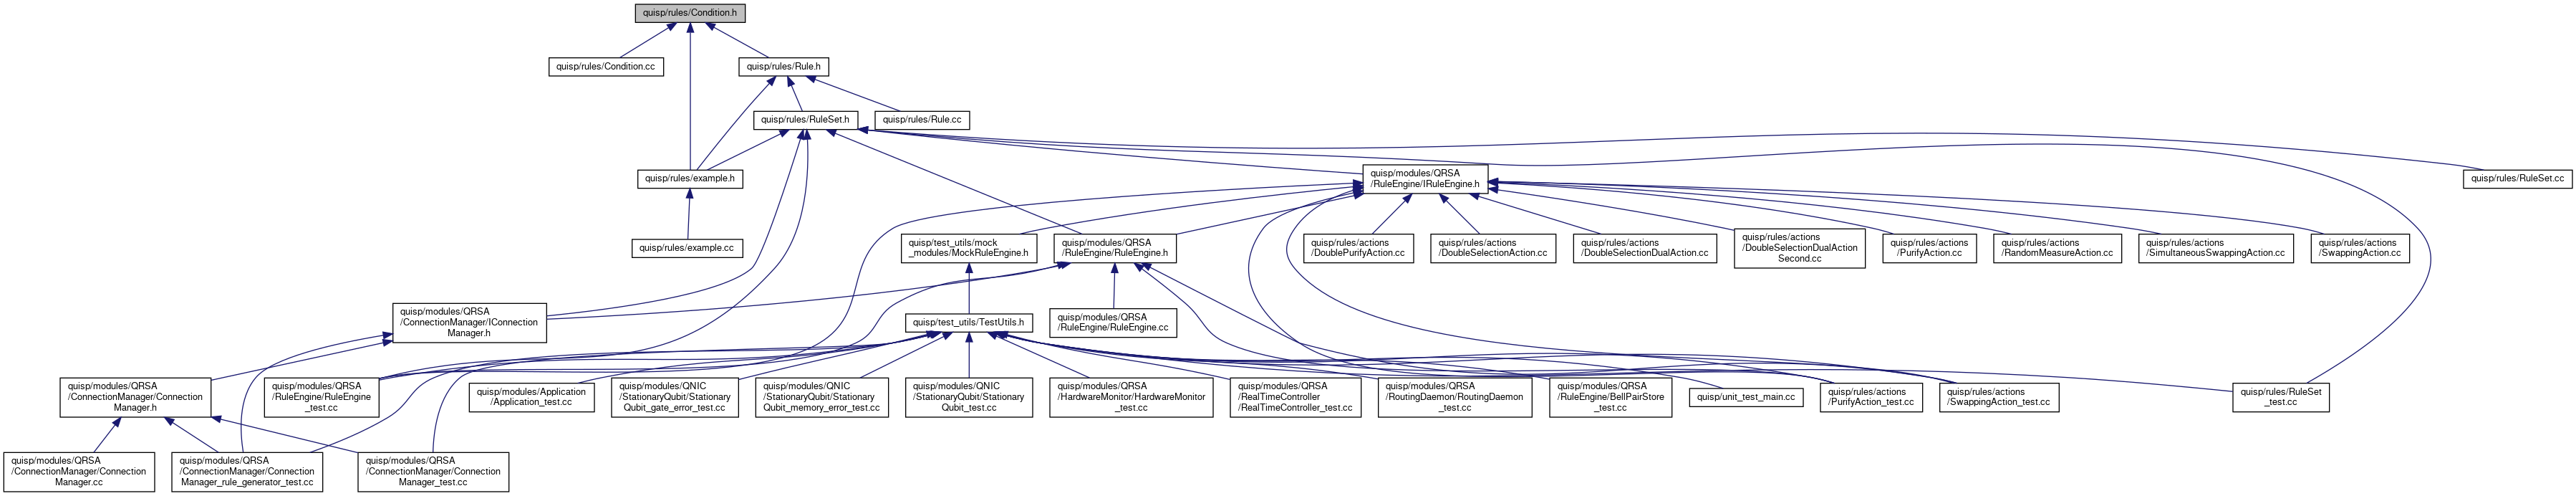 quisp/rules/Condition.h
quisp/rules/Condition.cc
quisp/rules/Rule.h
quisp/rules/RuleSet.h
quisp/rules/Rule.cc
quisp/rules/example.h
quisp/modules/QRSA
/RuleEngine/IRuleEngine.h
quisp/rules/RuleSet.cc
quisp/rules/example.cc
quisp/test_utils/mock
_modules/MockRuleEngine.h
quisp/modules/QRSA
/RuleEngine/RuleEngine.h
quisp/rules/actions
/DoublePurifyAction.cc
quisp/rules/actions
/DoubleSelectionAction.cc
quisp/rules/actions
/DoubleSelectionDualAction.cc
quisp/rules/actions
/DoubleSelectionDualAction
Second.cc
quisp/rules/actions
/PurifyAction.cc
quisp/rules/actions
/RandomMeasureAction.cc
quisp/rules/actions
/SimultaneousSwappingAction.cc
quisp/rules/actions
/SwappingAction.cc
quisp/modules/QRSA
/ConnectionManager/IConnection
Manager.h
quisp/test_utils/TestUtils.h
quisp/modules/QRSA
/RuleEngine/RuleEngine.cc
quisp/modules/QRSA
/ConnectionManager/Connection
Manager.h
quisp/modules/QRSA
/RuleEngine/RuleEngine
_test.cc
quisp/modules/Application
/Application_test.cc
quisp/modules/QNIC
/StationaryQubit/Stationary
Qubit_gate_error_test.cc
quisp/modules/QNIC
/StationaryQubit/Stationary
Qubit_memory_error_test.cc
quisp/modules/QNIC
/StationaryQubit/Stationary
Qubit_test.cc
quisp/modules/QRSA
/HardwareMonitor/HardwareMonitor
_test.cc
quisp/modules/QRSA
/RealTimeController
/RealTimeController_test.cc
quisp/modules/QRSA
/RoutingDaemon/RoutingDaemon
_test.cc
quisp/modules/QRSA
/RuleEngine/BellPairStore
_test.cc
quisp/unit_test_main.cc
quisp/rules/actions
/PurifyAction_test.cc
quisp/rules/actions
/SwappingAction_test.cc
quisp/rules/RuleSet
_test.cc
quisp/modules/QRSA
/ConnectionManager/Connection
Manager.cc
quisp/modules/QRSA
/ConnectionManager/Connection
Manager_rule_generator_test.cc
quisp/modules/QRSA
/ConnectionManager/Connection
Manager_test.cc